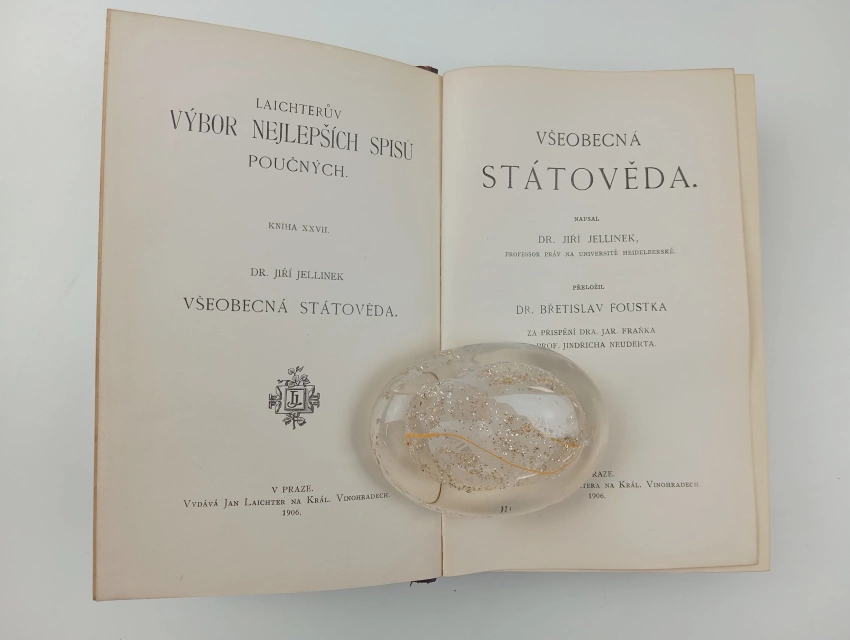 LAICHTERŮV
VÝBOR NEJLEPŠÍCH SPISŮ
POUČNÝCH.
KNIHA XXVII.
DR. JIŘÍ JELLINEK
VŠEOBECNÁ STÁTOVĚDA.
V PRAZE.
VYDÁVÁ JAN LAICHTER NA KRÁL. VINOHRADECH.
1906.
VŠEOBECNÁ
STÁTOVĚDA.
NAPSAL
DR. JIŘÍ JELLINEK,
PROFESSOR PRÁV NA UNIVERSITĚ HEIDELBERSKÉ.
PŘELOŽIL
DR. BŘETISLAV FOUSTKA
ZA PŘISPĚNÍ DRA. JAR. FRAŇKA
PROF. JINDŘICHA NEUDERTA.
NA KRÁL. VINOHRADECH.
1906.